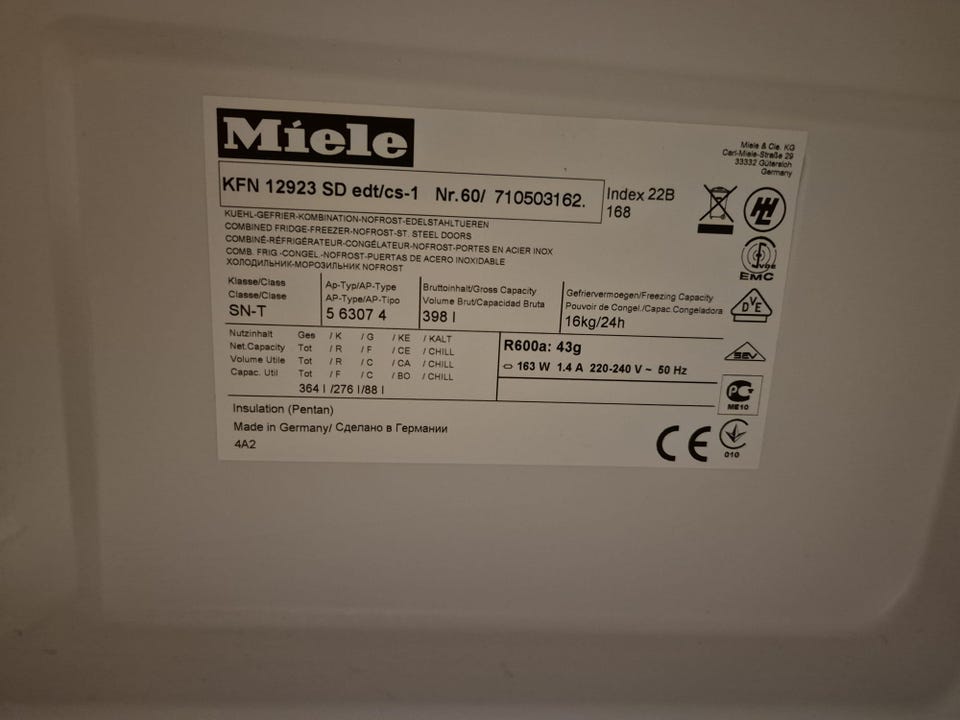 Miele
Miele & Cie. KG
Carl-Miele-Straße 29
33332 Gütersloh
Germany
KFN 12923 SD edt/cs-1 Nr.60/ 710503162.
Index 22B
168
KUEHL-GEFRIER-KOMBINATION-NOFROST-EDELSTAHLTUEREN
COMBINED FRIDGE-FREEZER-NOFROST-ST. STEEL DOORS
COMBINÉ-RÉFRIGÉRATEUR-CONGÉLATEUR-NOFROST-PORTES EN ACIER INOX
COMB. FRIG.-CONGEL.-NOFROST-PUERTAS DE ACERO INOXIDABLE
ХОЛОДИЛЬНИК-МОРОЗИЛЬНИК NOFROST
VDE
EMC
Klasse/Class
Classe/Clase
SN-T
Ap-Typ/AP-Type
AP-Type/AP-Tipo
5 6307 4
Bruttoinhalt/Gross Capacity
Volume Brut/Capacidad Bruta
398 l
Gefriervermoegen/Freezing Capacity
Pouvoir de Congel./Capac.Congeladora
16kg/24h
DVE
Nutzinhalt Ges / K / G / KE / KALT
Net.Capacity Tot / R / F / CE / CHILL
Volume Utile Tot / R / C / CA / CHILL
Capac. Util Tot / F / C / BO / CHILL
364 l /276 l /88 l
R600a: 43g
163 W 1.4 A 220-240 V ~ 50 Hz
SEV
ME10
Insulation (Pentan)
Made in Germany/ Сделано в Германии
4A2
CE
010